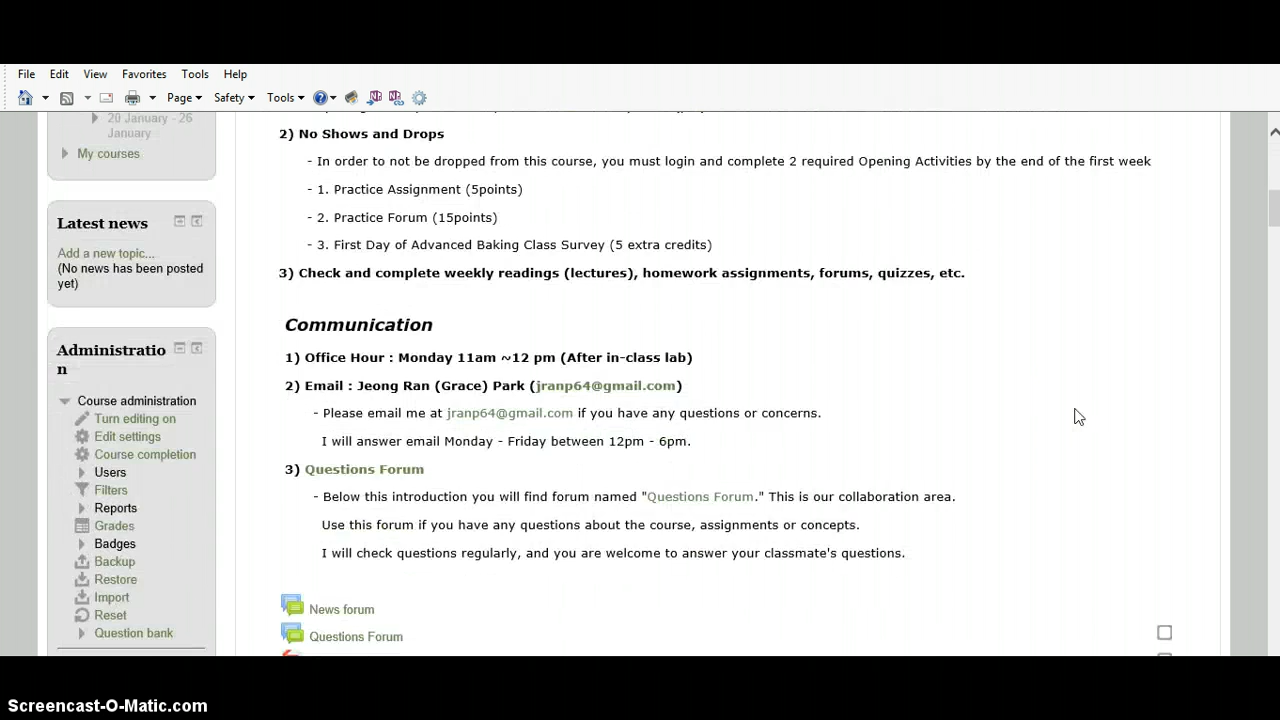 File Edit View Favorites Tools Help
Page Safety Tools
20 January - 26
January
My courses
Latest news
Add a new topic...
(No news has been posted
yet)
Administratio
n
Course administration
Turn editing on
Edit settings
Course completion
Users
Filters
Reports
Grades
Badges
Backup
Restore
Import
Reset
Question bank
2) No Shows and Drops
- In order to not be dropped from this course, you must login and complete 2 required Opening Activities by the end of the first week
- 1. Practice Assignment (5points)
- 2. Practice Forum (15points)
- 3. First Day of Advanced Baking Class Survey (5 extra credits)
3) Check and complete weekly readings (lectures), homework assignments, forums, quizzes, etc.
Communication
1) Office Hour : Monday 11am ~12 pm (After in-class lab)
2) Email : Jeong Ran (Grace) Park (jranp64@gmail.com)
- Please email me at jranp64@gmail.com if you have any questions or concerns.
I will answer email Monday - Friday between 12pm - 6pm.
3) Questions Forum
- Below this introduction you will find forum named "Questions Forum." This is our collaboration area.
Use this forum if you have any questions about the course, assignments or concepts.
I will check questions regularly, and you are welcome to answer your classmate's questions.
News forum
Questions Forum
Screencast-O-Matic.com